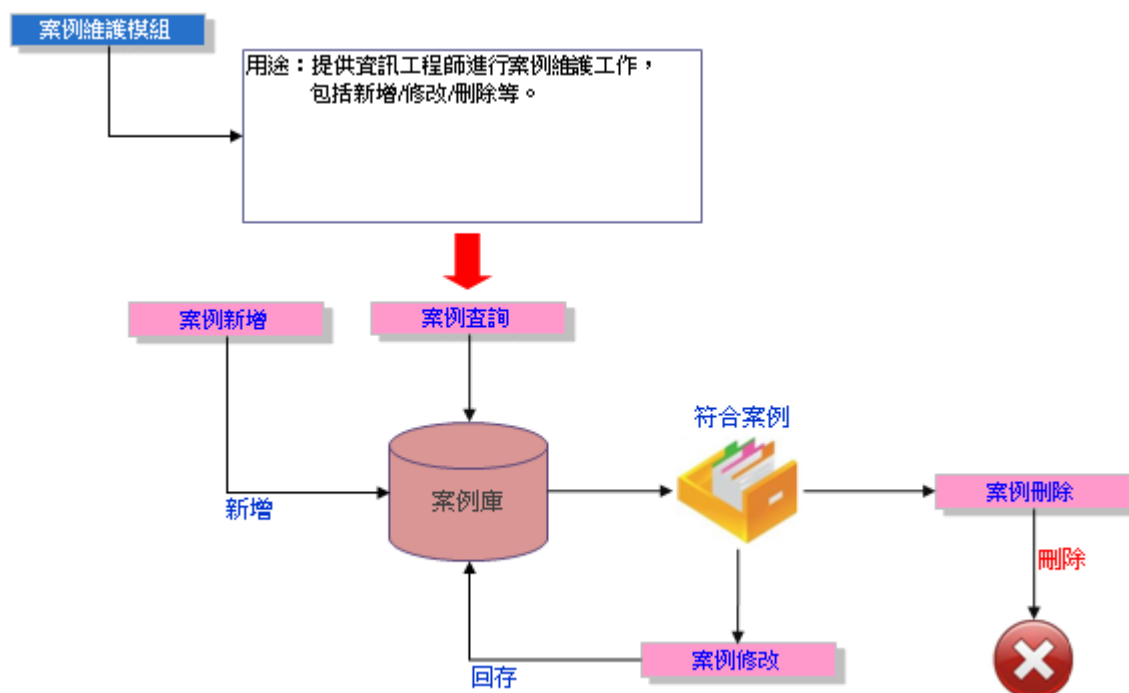 案例維護模組
用途：提供資訊工程師進行案例維護工作，
包括新增/修改/刪除等。
案例新增
案例查詢
符合案例
案例庫
案例刪除
新增
刪除
案例修改
回存